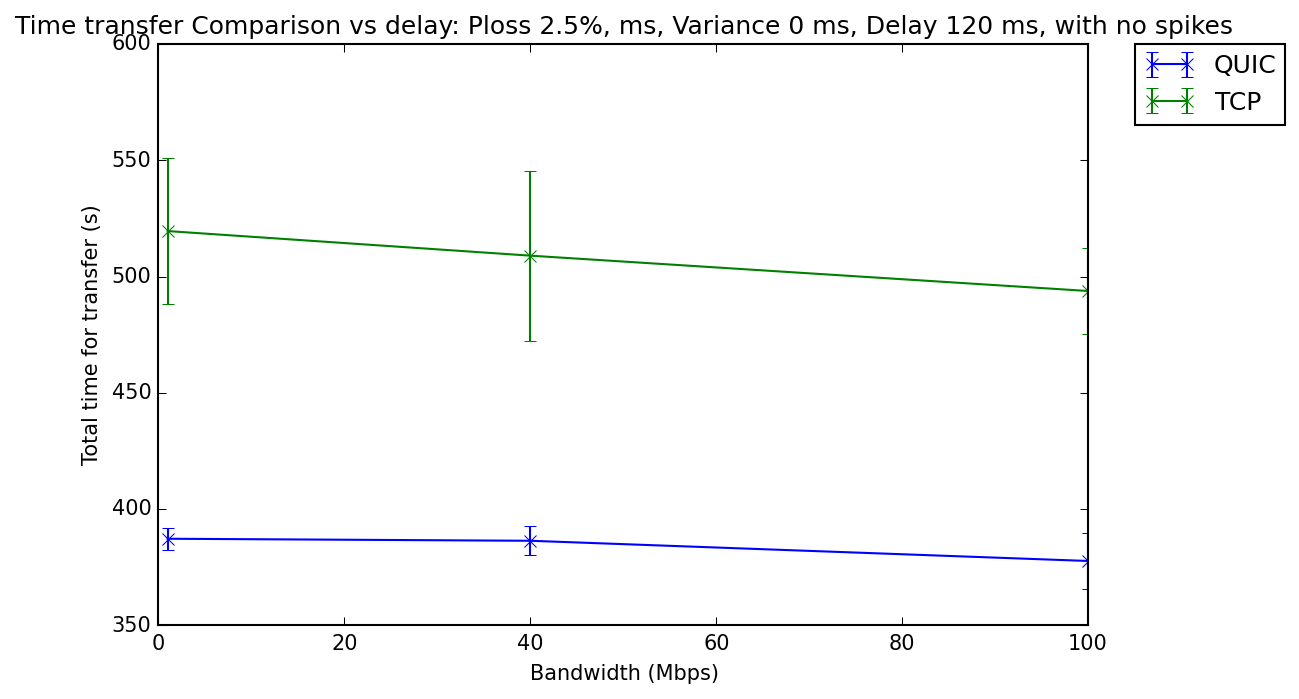 Time transfer Comparison vs delay: Ploss 2.5%, ms, Variance 0 ms, Delay 120 ms, with no spikes
QUIC
TCP
600
550
500
450
400
350
Total time for transfer (s)
0 20 40 60 80 100
Bandwidth (Mbps)